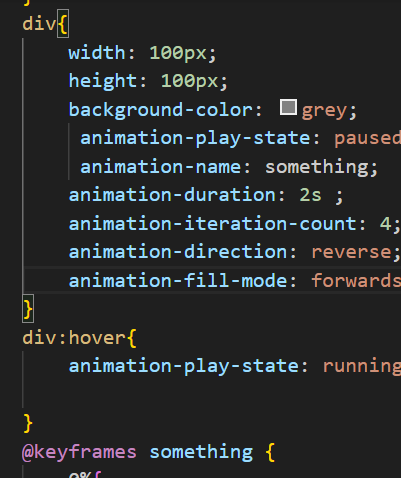 }
div{
width: 100px;
height: 100px;
background-color: grey;
animation-play-state: paused
animation-name: something;
animation-duration: 2s ;
animation-iteration-count: 4;
animation-direction: reverse;
animation-fill-mode: forwards
}
div:hover{
animation-play-state: running
}
@keyframes something {
0%{